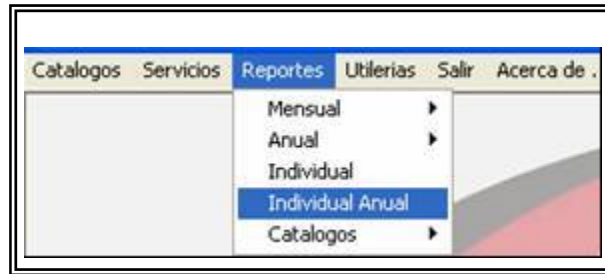 Catalogos Servicios Reportes Utilerias Salir Acerca de .
Mensual
Anual
Individual
Individual Anual
Catalogos